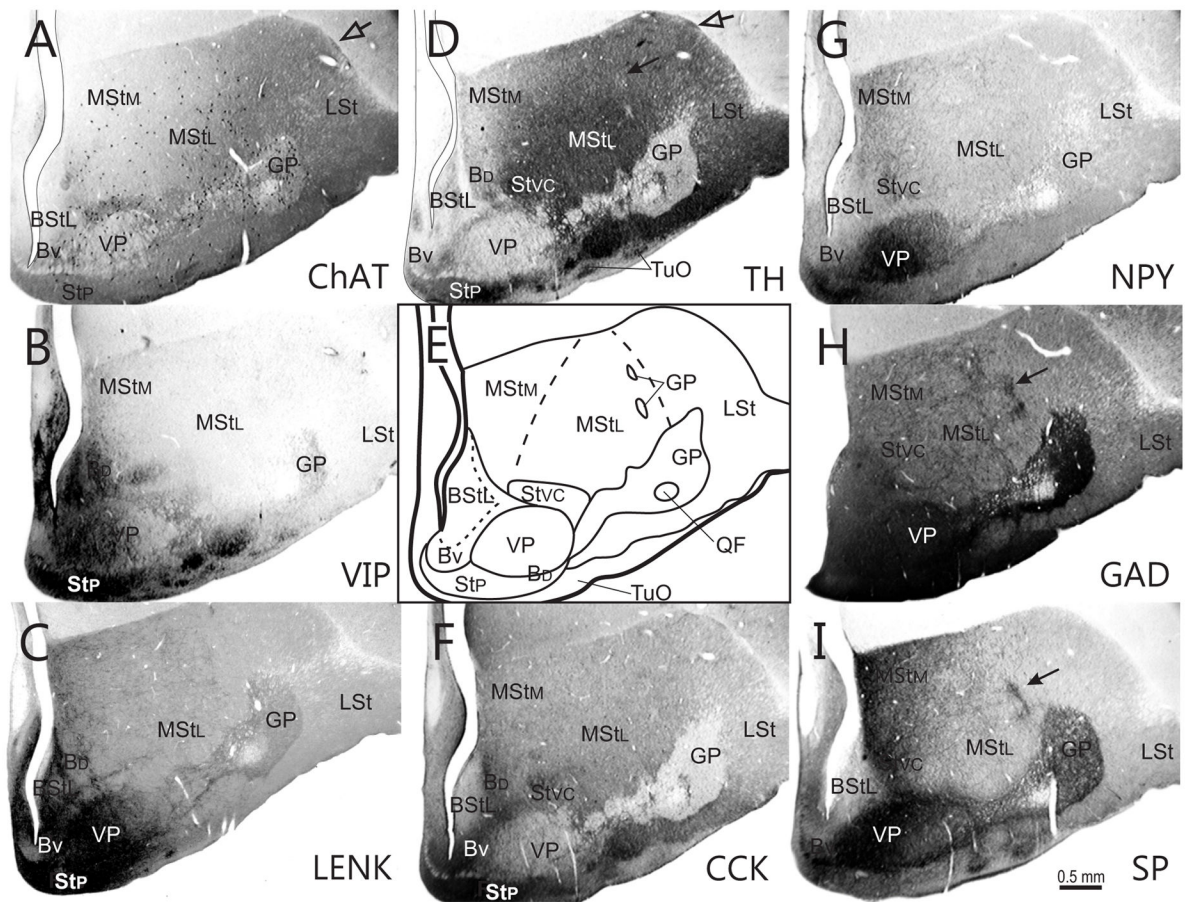 A
MStM
LSt
MStL
GP
BStL
Bv
VP
StP
ChAT
D
MStM
LSt
MStL
GP
BD
StVC
BStL
VP
TuO
StP
TH
G
MStM
LSt
MStL
GP
StVC
BStL
Bv
VP
NPY
B
MStM
MStL
LSt
GP
BD
VP
StP
VIP
E
MStM
GP
MStL
LSt
GP
BStL
StVC
Bv
VP
QF
StP
BD
TuO
H
MStM
MStL
LSt
StVC
VP
GAD
C
MStL
LSt
GP
BD
BStL
VP
Bv
StP
LENK
F
MStM
MStL
LSt
GP
BD
StVC
BStL
Bv
VP
StP
CCK
I
MStM
MStL
GP
LSt
StVC
BStL
Bv
VP
0.5 mm
SP